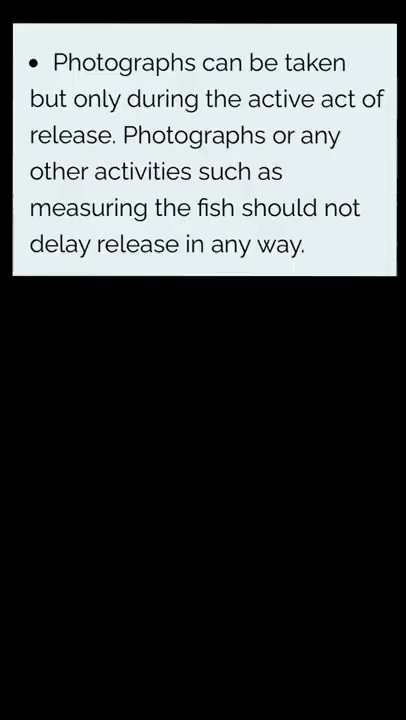 • Photographs can be taken
but only during the active act of
release. Photographs or any
other activities such as
measuring the fish should not
delay release in any way.